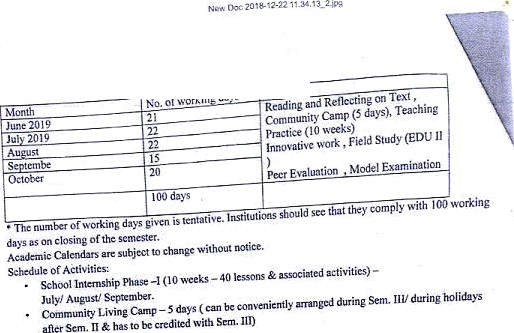 New Doc 2018-12-22 11.34.13_2.jpg
Month
No. of working
June 2019 21
July 2019 22
August 22
Septembe 15
October 20
100 days
Reading and Reflecting on Text ,
Community Camp (5 days), Teaching
Practice (10 weeks)
Innovative work , Field Study (EDU II
)
Peer Evaluation , Model Examination
* The number of working days given is tentative. Institutions should see that they comply with 100 working
days as on closing of the semester.
Academic Calendars are subject to change without notice.
Schedule of Activities:
• School Internship Phase –I (10 weeks – 40 lessons & associated activities) –
July/ August/ September.
• Community Living Camp – 5 days ( can be conveniently arranged during Sem. III/ during holidays
after Sem. II & has to be credited with Sem. III)